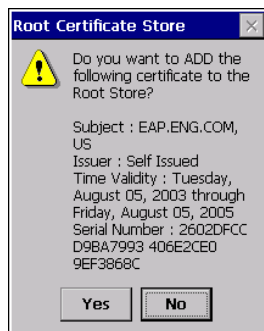 Root Certificate Store
Do you want to ADD the
following certificate to the
Root Store?
Subject : EAP.ENG.COM,
US
Issuer : Self Issued
Time Validity : Tuesday,
August 05, 2003 through
Friday, August 05, 2005
Serial Number : 2602DFCC
D9BA7993 406E2CE0
9EF3868C
Yes
No